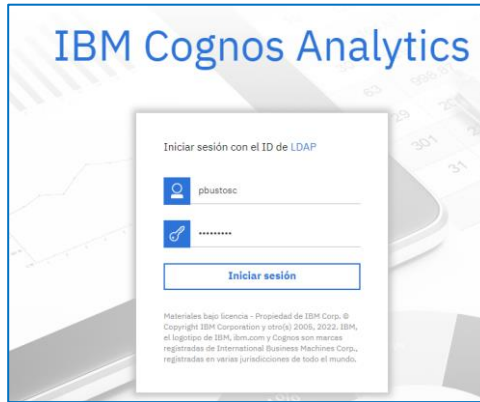 IBM Cognos Analytics
Iniciar sesión con el ID de LDAP
pbustosc
•••••••••
Iniciar sesión
Materiales bajo licencia - Propiedad de IBM Corp. ©
Copyright IBM Corporation y otro(s) 2005, 2022. IBM,
el logotipo de IBM, ibm.com y Cognos son marcas
registradas de International Business Machines Corp.,
registradas en varias jurisdicciones de todo el mundo.